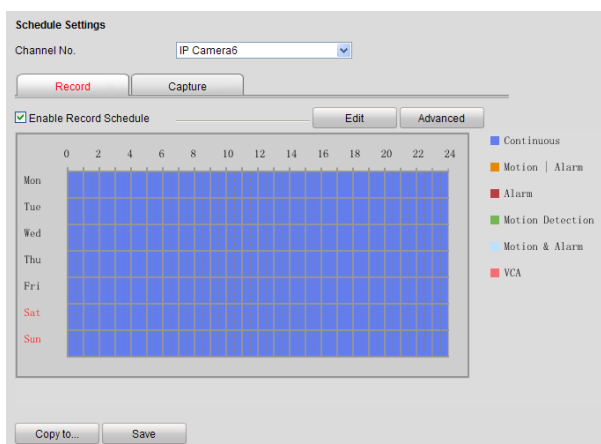 Schedule Settings
Channel No. IP Camera6
Record Capture
Enable Record Schedule Edit Advanced
0 2 4 6 8 10 12 14 16 18 20 22 24
Mon
Tue
Wed
Thu
Fri
Sat
Sun
Continuous
Motion | Alarm
Alarm
Motion Detection
Motion & Alarm
VCA
Copy to... Save